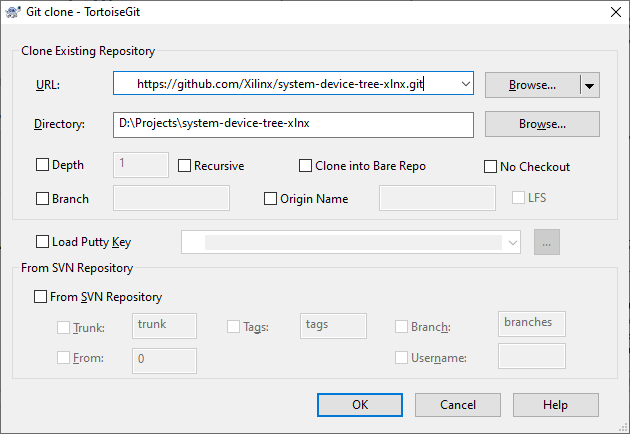 Git clone - TortoiseGit
Clone Existing Repository
URL: https://github.com/Xilinx/system-device-tree-xlnx.git Browse...
Directory: D:\Projects\system-device-tree-xlnx Browse...
Depth 1 Recursive Clone into Bare Repo No Checkout
Branch Origin Name LFS
Load Putty Key ...
From SVN Repository
From SVN Repository
Trunk: trunk Tags: tags Branch: branches
From: 0 Username:
OK Cancel Help